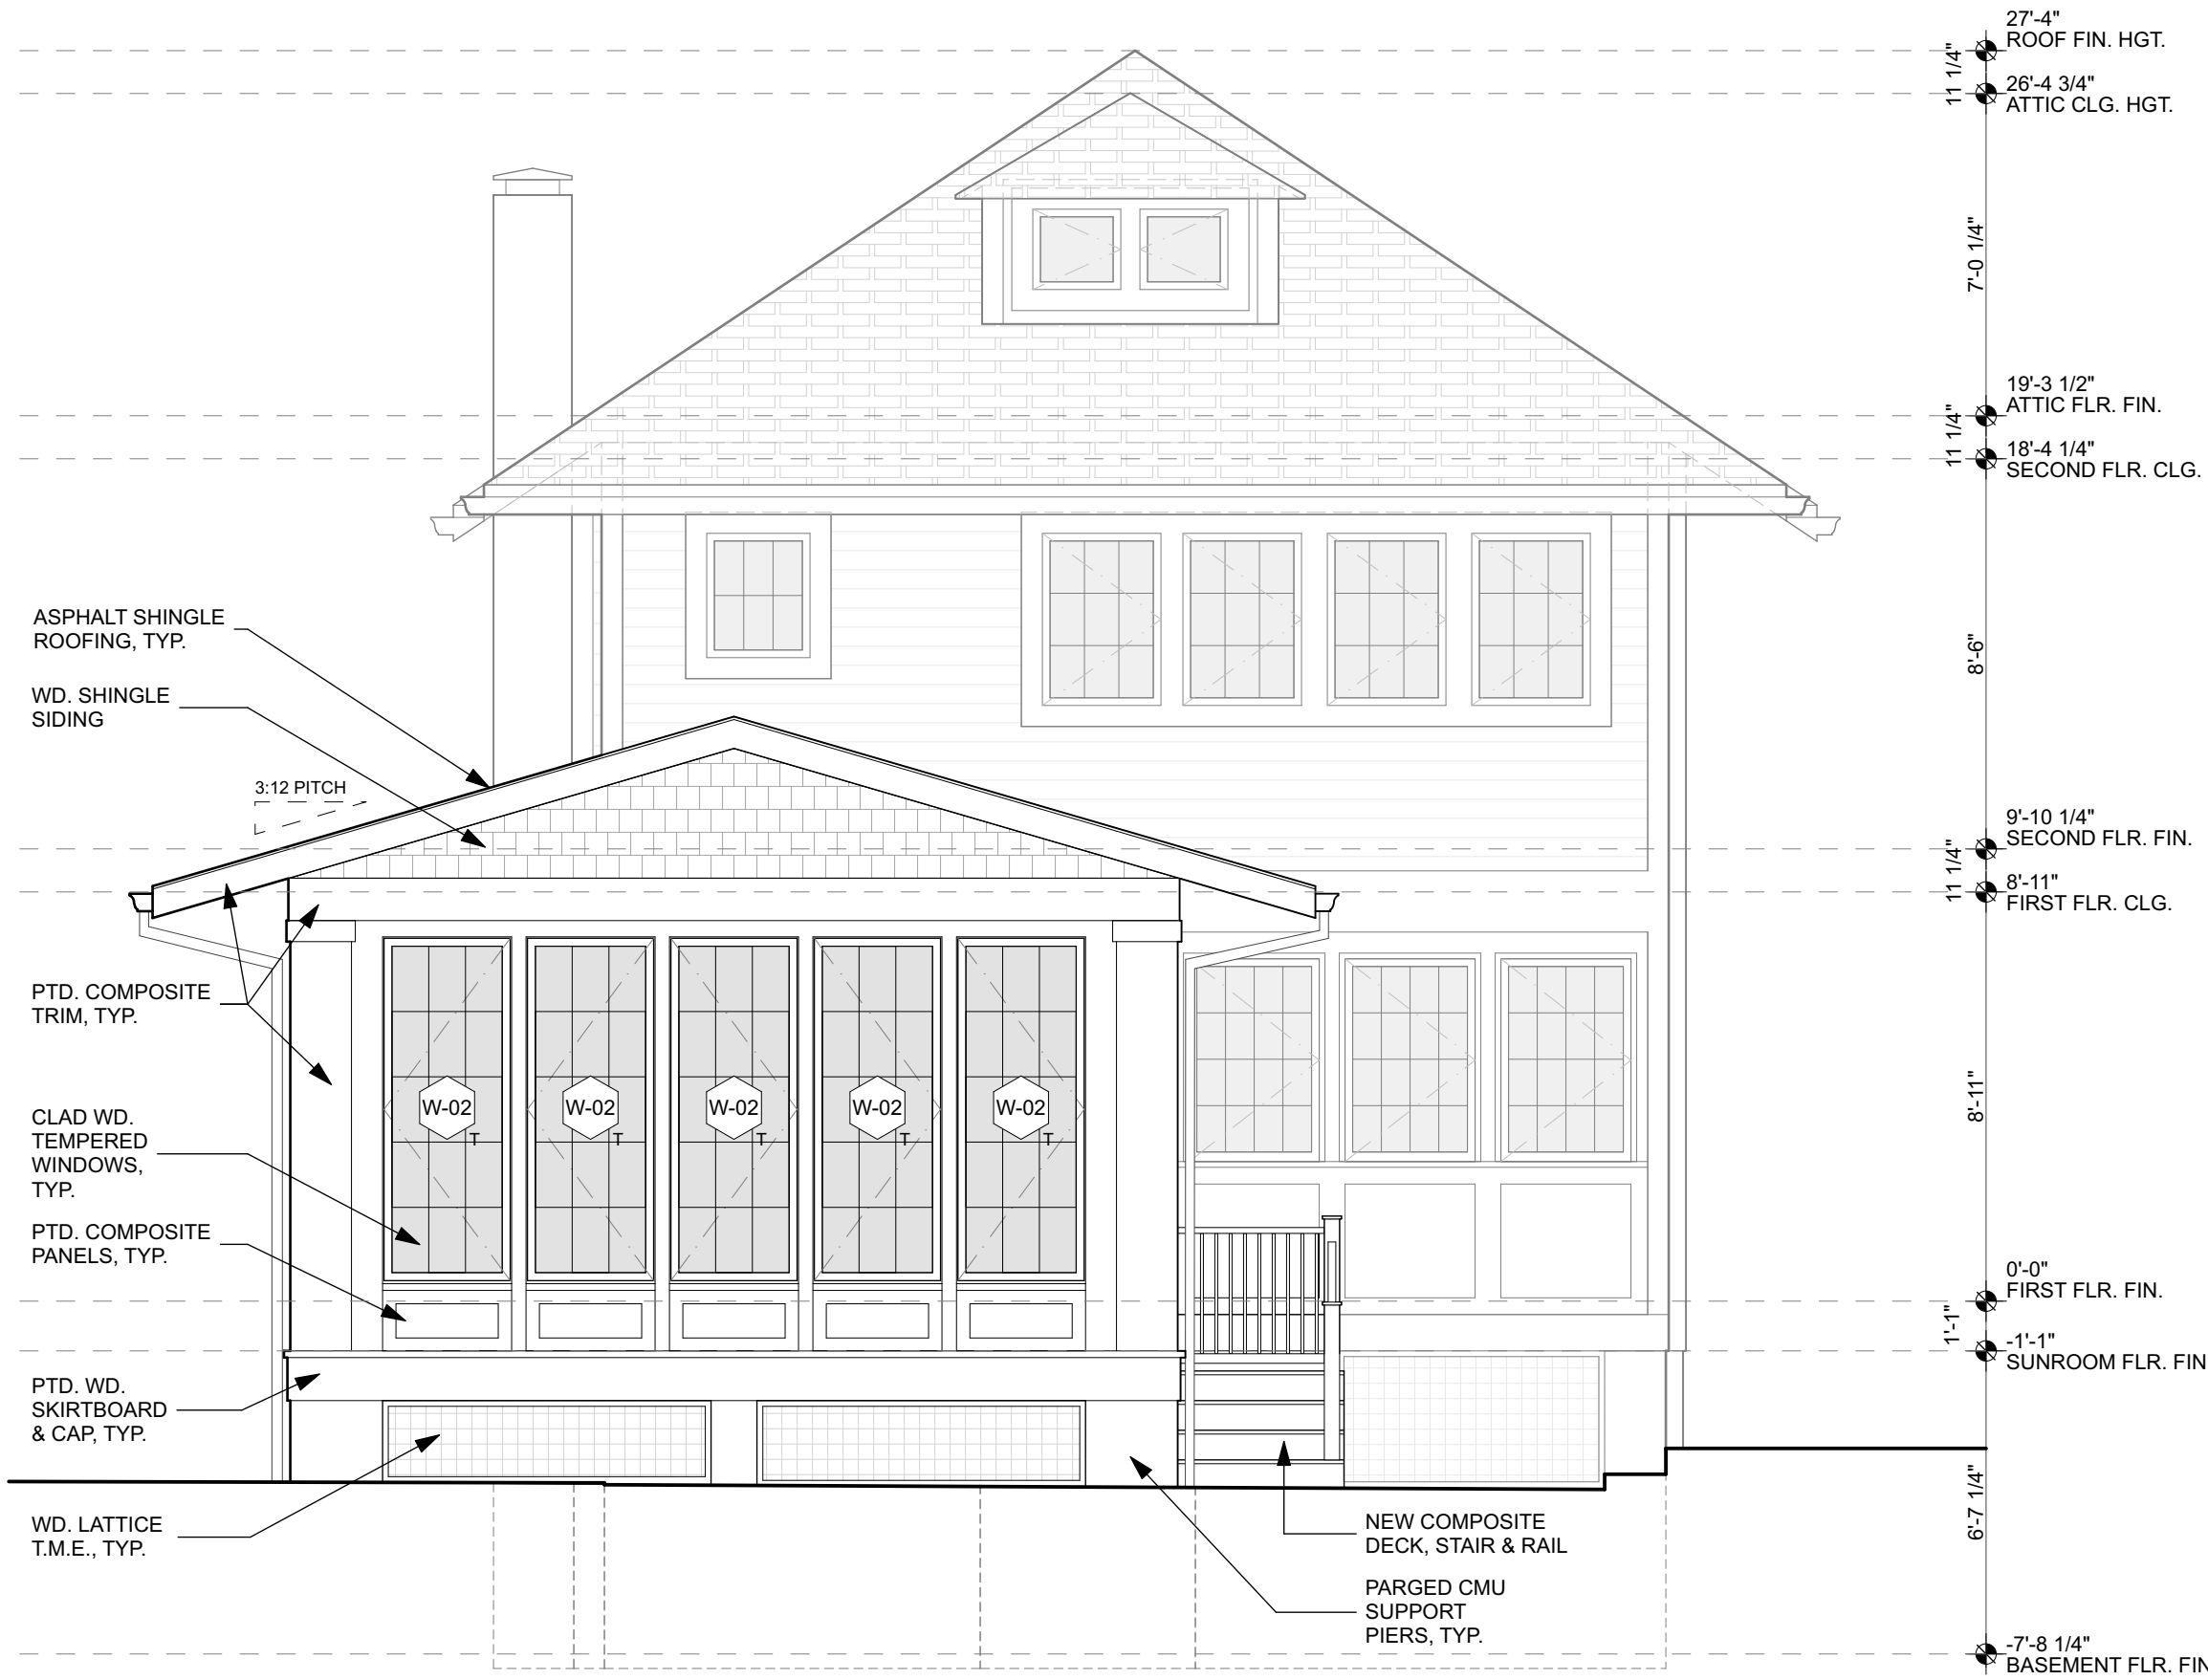 27'-4"
ROOF FIN. HGT.
11 1/4"
26'-4 3/4"
ATTIC CLG. HGT.
7'-0 1/4"
19'-3 1/2"
ATTIC FLR. FIN.
11 1/4"
18'-4 1/4"
SECOND FLR. CLG.
8'-6"
9'-10 1/4"
SECOND FLR. FIN.
11 1/4"
8'-11"
FIRST FLR. CLG.
8'-11"
0'-0"
FIRST FLR. FIN.
1'-1"
-1'-1"
SUNROOM FLR. FIN
6'-7 1/4"
-7'-8 1/4"
BASEMENT FLR. FIN
ASPHALT SHINGLE
ROOFING, TYP.
WD. SHINGLE
SIDING
3:12 PITCH
PTD. COMPOSITE
TRIM, TYP.
CLAD WD.
TEMPERED
WINDOWS,
TYP.
PTD. COMPOSITE
PANELS, TYP.
PTD. WD.
SKIRTBOARD
& CAP, TYP.
WD. LATTICE
T.M.E., TYP.
W-02
T
W-02
T
W-02
T
W-02
T
W-02
T
NEW COMPOSITE
DECK, STAIR & RAIL
PARGED CMU
SUPPORT
PIERS, TYP.